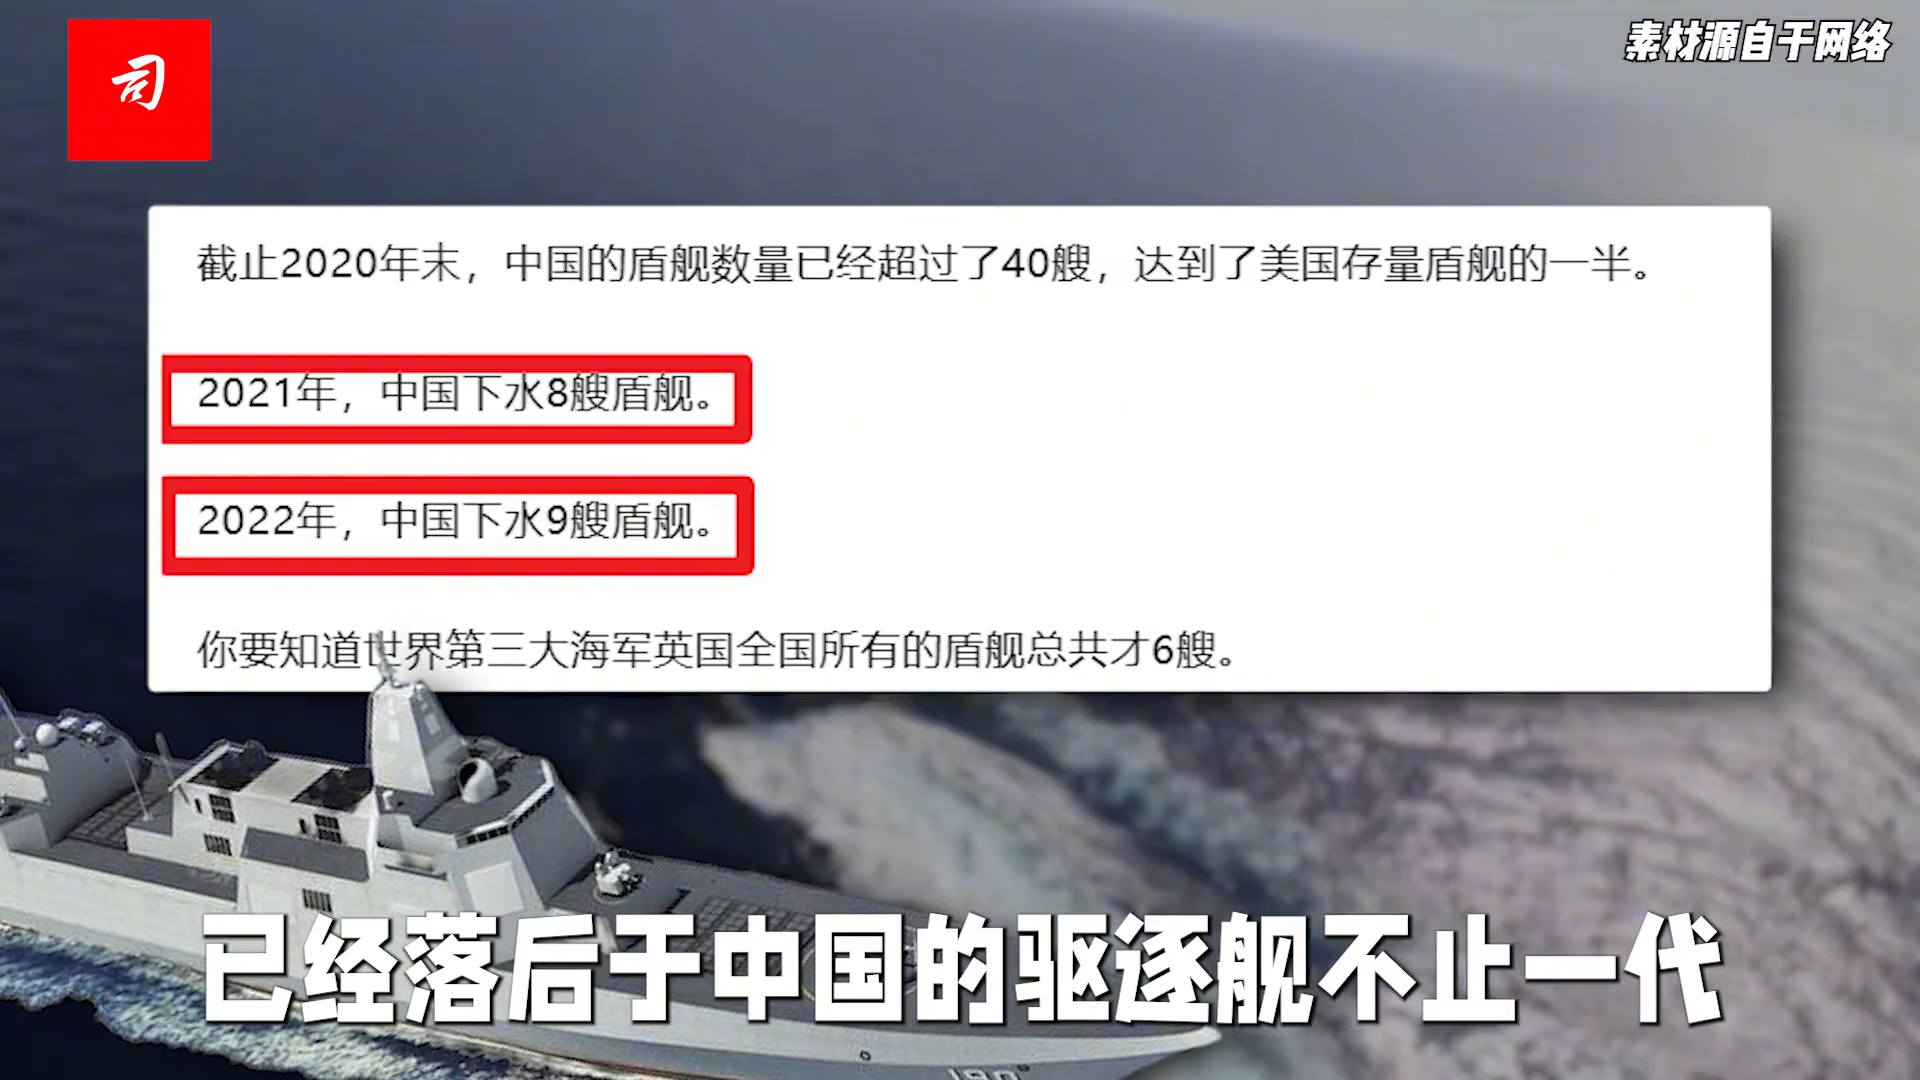 司
素材源自于网络
截止2020年末，中国的盾舰数量已经超过了40艘，达到了美国存量盾舰的一半。
2021年，中国下水8艘盾舰。
2022年，中国下水9艘盾舰。
你要知道世界第三大海军英国全国所有的盾舰总共才6艘。
已经落后于中国的驱逐舰不止一代